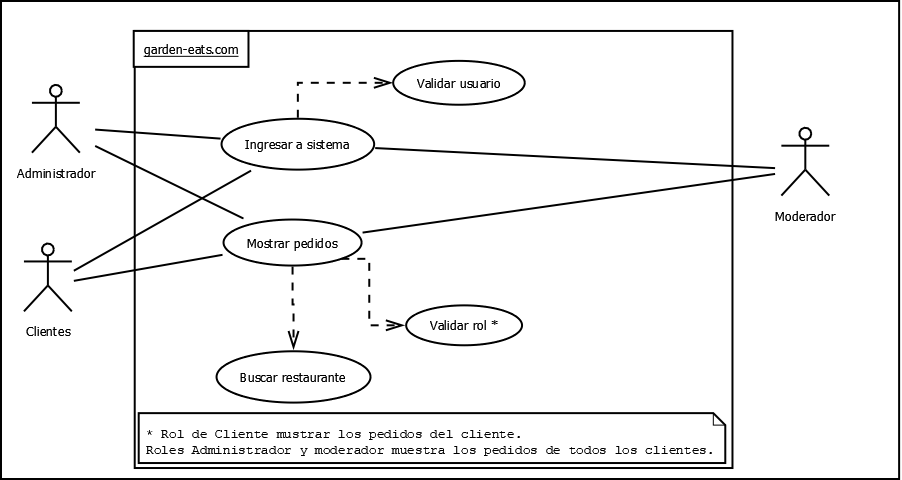 garden-eats.com
Validar usuario
Ingresar a sistema
Administrador
Moderador
Mostrar pedidos
Clientes
Validar rol *
Buscar restaurante
* Rol de Cliente mustrar los pedidos del cliente.
Roles Administrador y moderador muestra los pedidos de todos los clientes.